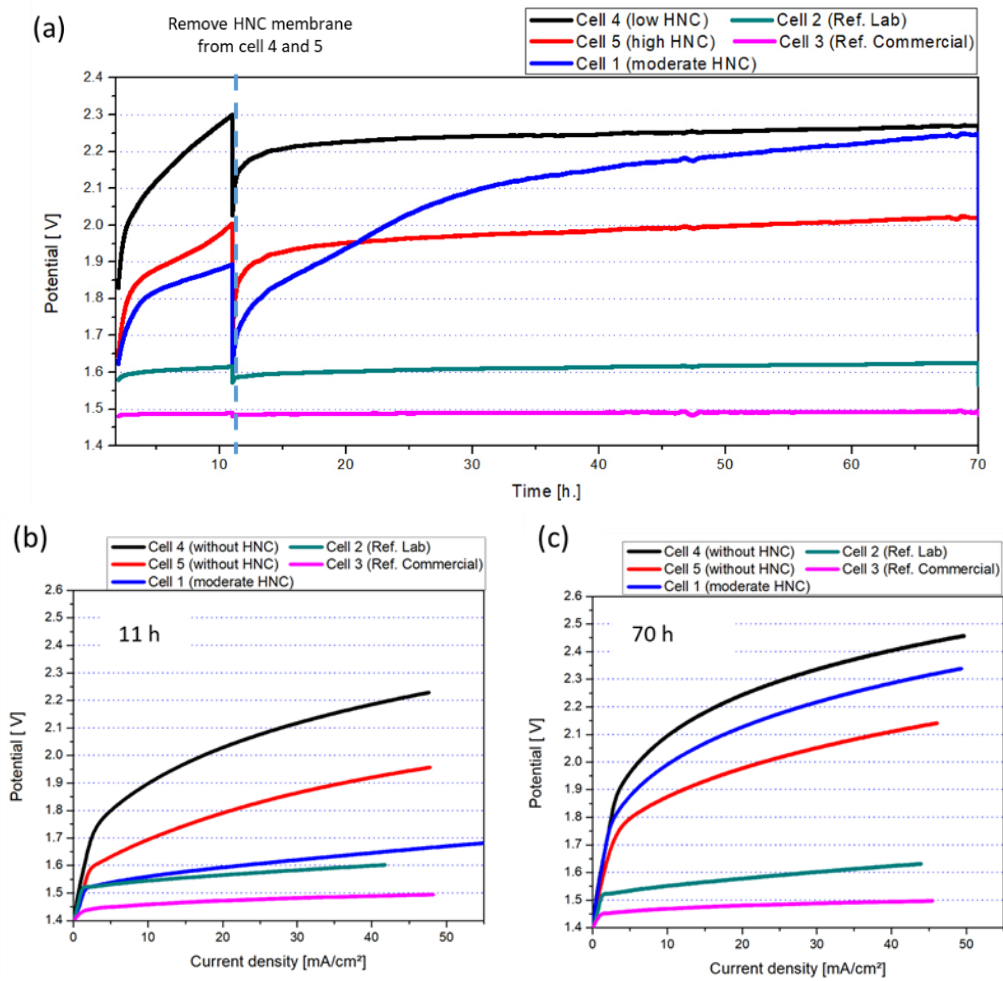 (a)
Remove HNC membrane
from cell 4 and 5
Cell 4 (low HNC) Cell 2 (Ref. Lab)
Cell 5 (high HNC) Cell 3 (Ref. Commercial)
Cell 1 (moderate HNC)
2.4
2.3
2.2
2.1
2.0
1.9
1.8
1.7
1.6
1.5
1.4
Potential [ V]
10 20 30 40 50 60 70
Time [h.]
(b)
Cell 4 (without HNC) Cell 2 (Ref. Lab)
Cell 5 (without HNC) Cell 3 (Ref. Commercial)
Cell 1 (moderate HNC)
2.6
2.5
2.4
2.3
2.2
2.1
2.0
1.9
1.8
1.7
1.6
1.5
1.4
Potential [ V]
11 h
0 10 20 30 40 50
Current density [mA/cm²]
(c)
Cell 4 (without HNC) Cell 2 (Ref. Lab)
Cell 5 (without HNC) Cell 3 (Ref. Commercial)
Cell 1 (moderate HNC)
2.6
2.5
2.4
2.3
2.2
2.1
2.0
1.9
1.8
1.7
1.6
1.5
1.4
Potential [ V]
70 h
0 10 20 30 40 50
Current density [mA/cm²]